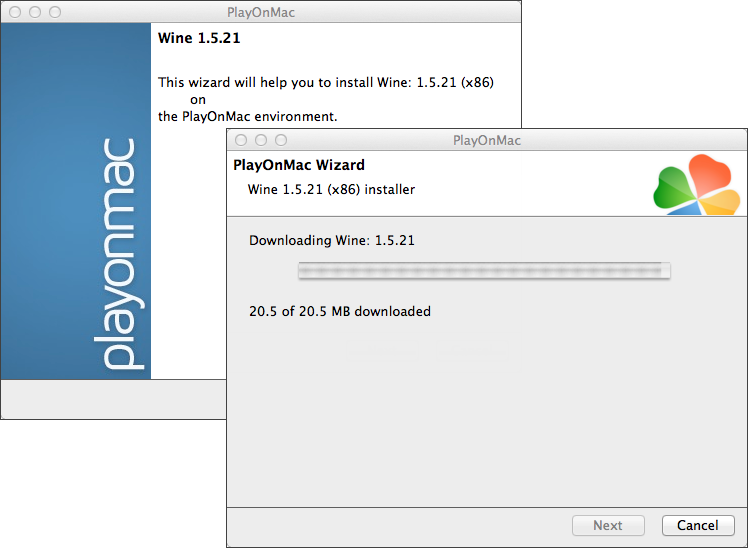 PlayOnMac
Wine 1.5.21
This wizard will help you to install Wine: 1.5.21 (x86)
on
the PlayOnMac environment.
playonmac
PlayOnMac
PlayOnMac Wizard
Wine 1.5.21 (x86) installer
Downloading Wine: 1.5.21
20.5 of 20.5 MB downloaded
Next
Cancel